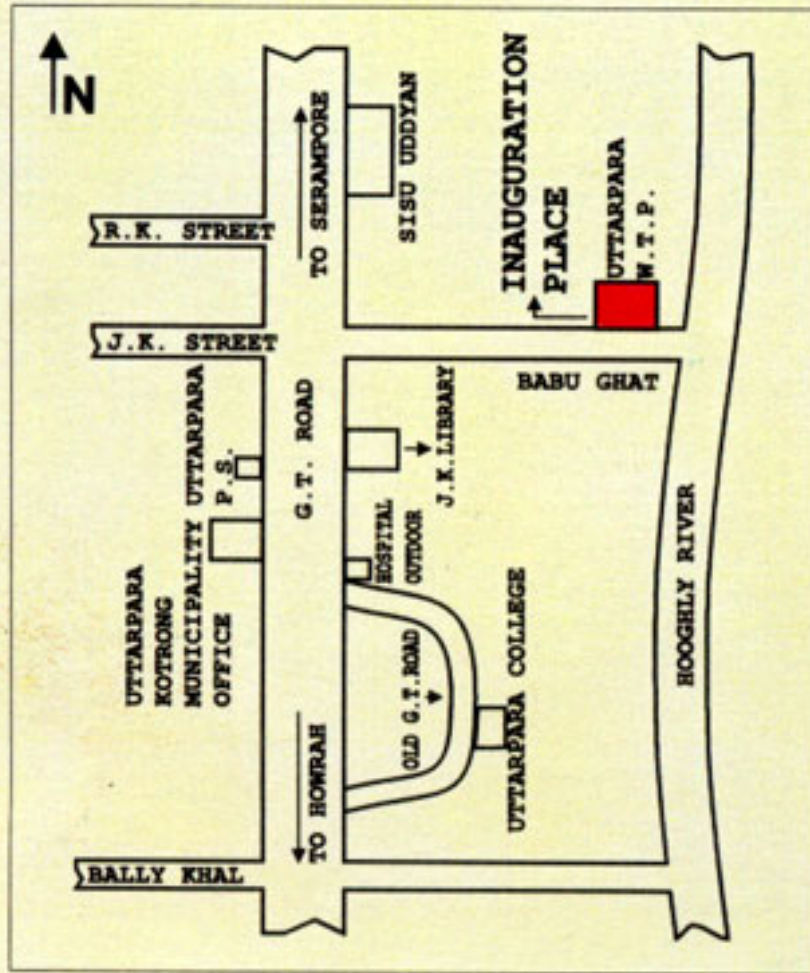 N
R.K. STREET
TO SERAMPORE
SISU UDDYAN
INAUGURATION
PLACE
UTTARPARA
W.T.P.
J.K. STREET
BABU GHAT
UTTARPARA
P.S.
G.T. ROAD
J.K.LIBRARY
UTTARPARA
KOTRONG
MUNICIPALITY
OFFICE
HOSPITAL
OUTDOOR
OLD G.T.ROAD
UTTARPARA COLLEGE
HOOGHLY RIVER
TO HOWRAH
BALLY KHAL